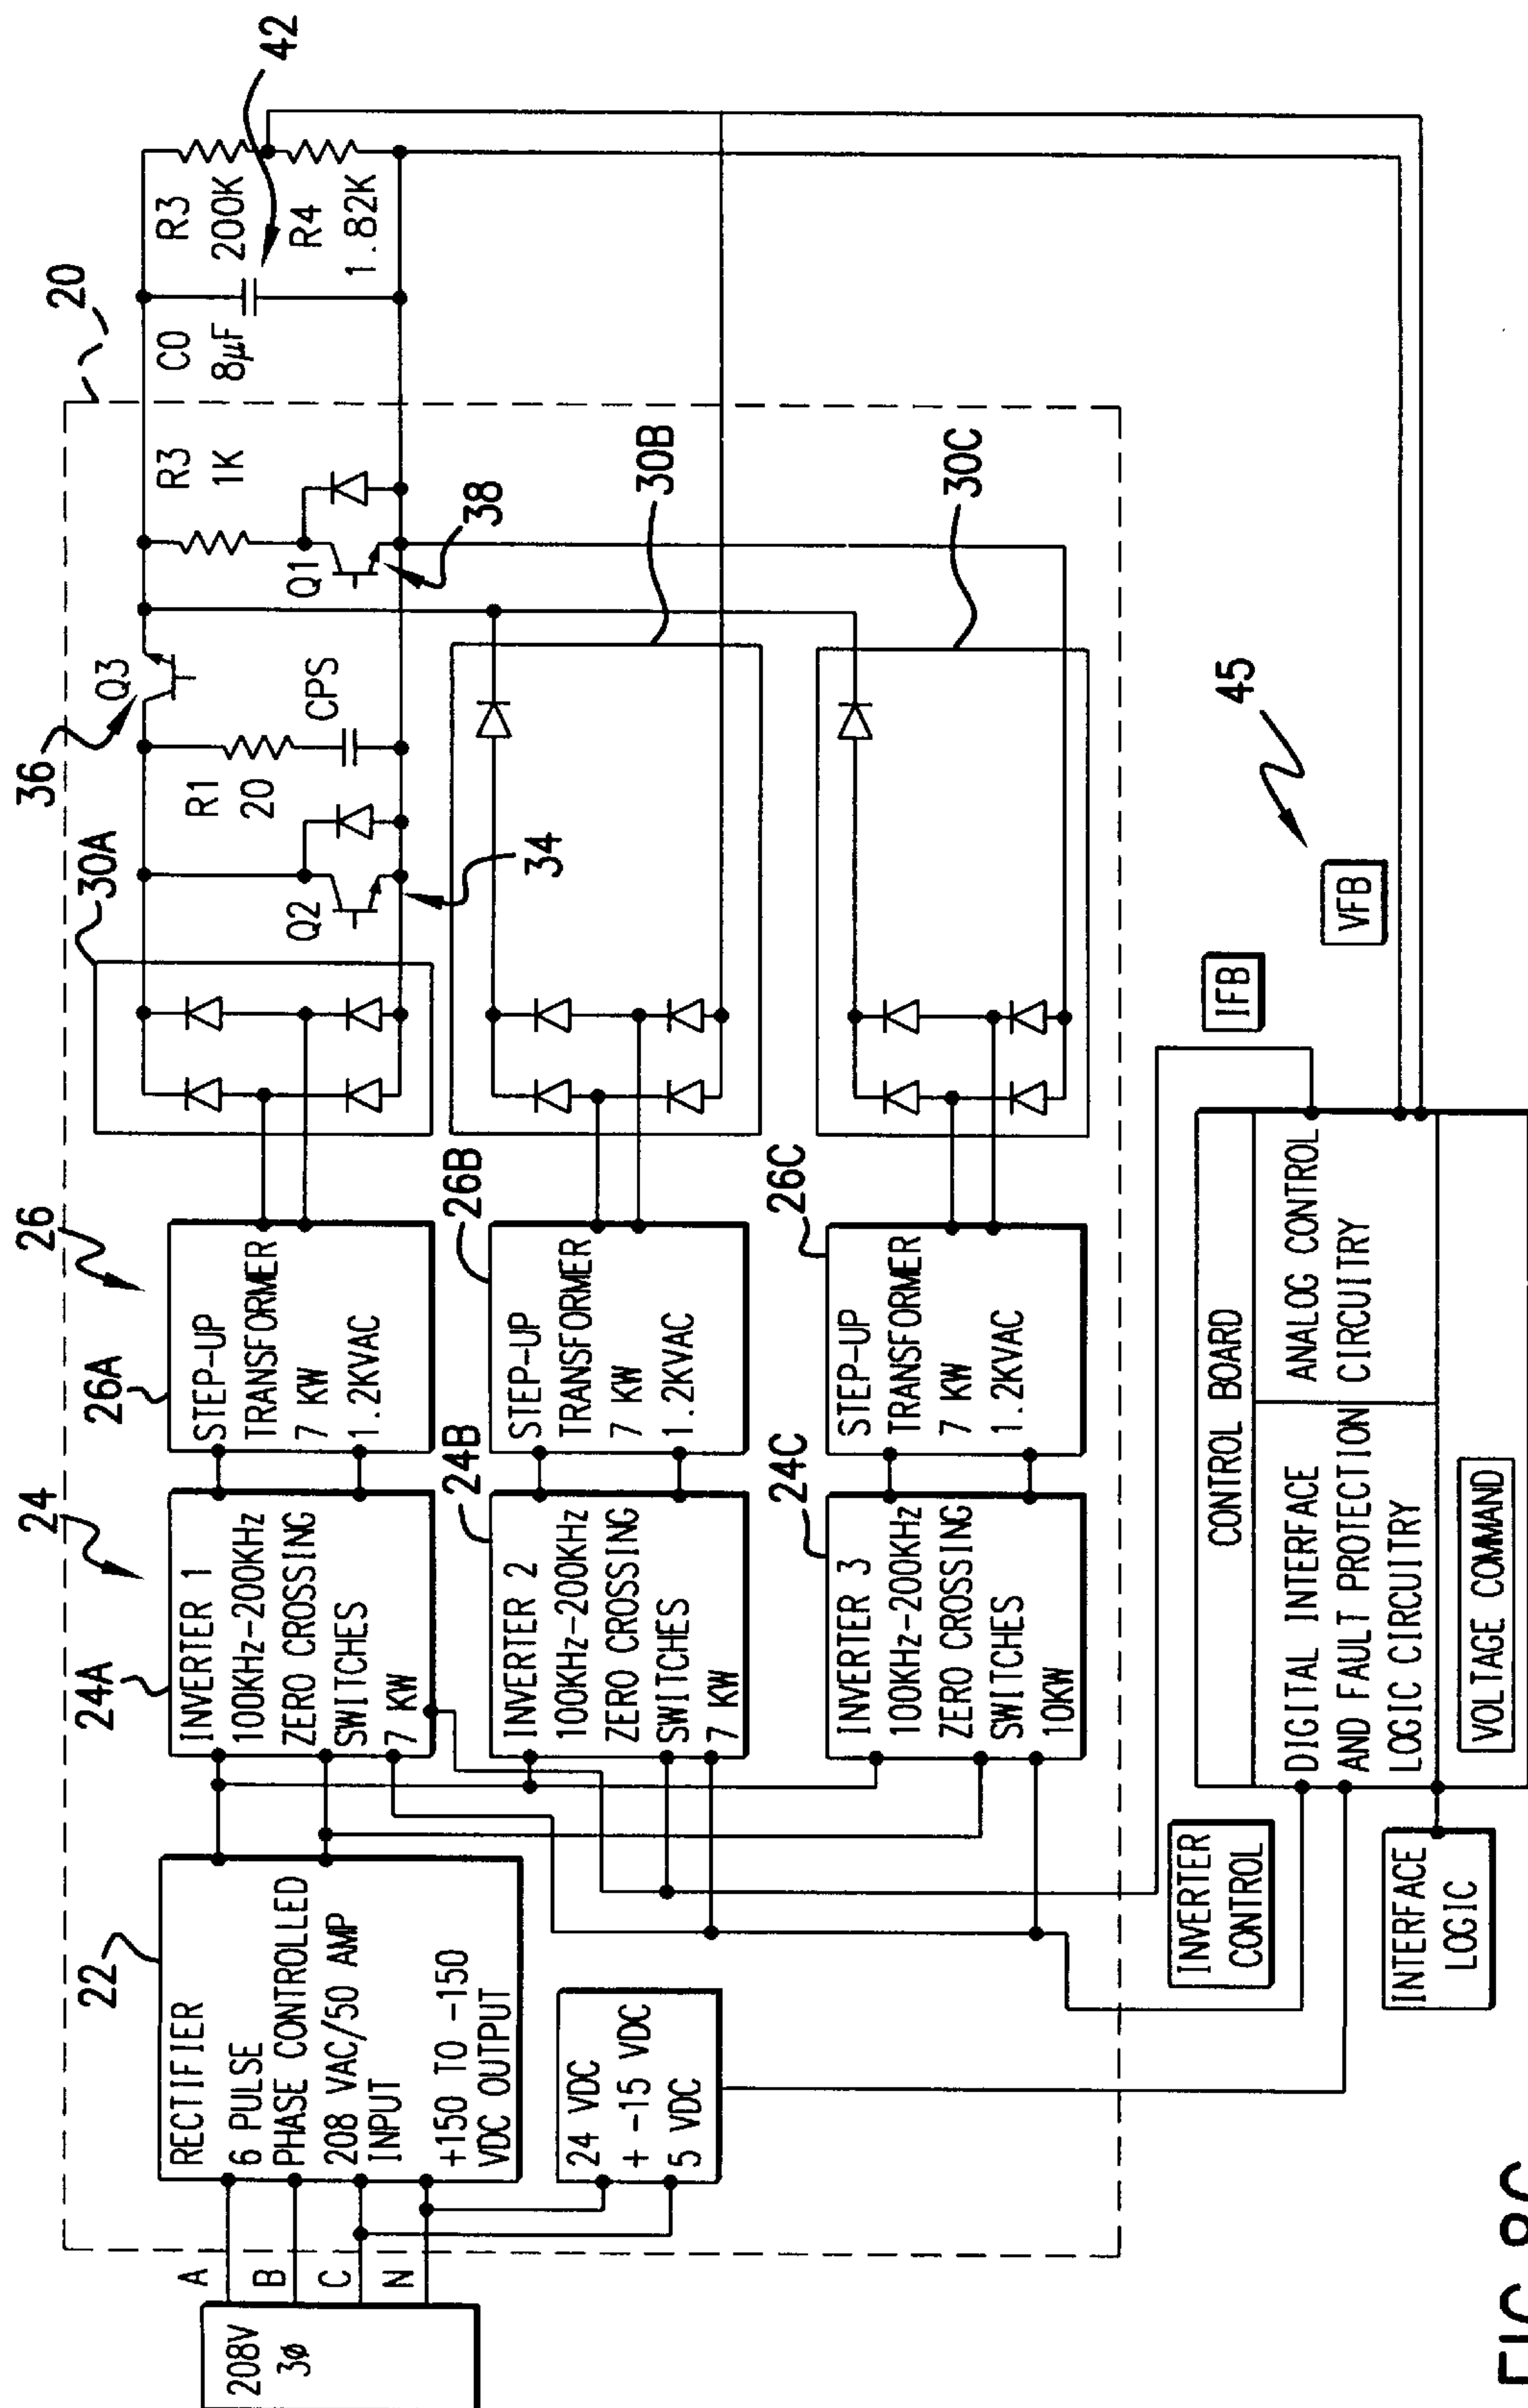 20
42
36
30A
Q3
R3
1K
C0
8µF
R3
200K
R4
1.82K
R1
20
CPS
Q2
34
Q1
38
30B
30C
26
26A
STEP-UP
TRANSFORMER
7 KW
1.2KVAC
26B
STEP-UP
TRANSFORMER
7 KW
1.2KVAC
26C
STEP-UP
TRANSFORMER
7 KW
1.2KVAC
24
24A
INVERTER 1
100KHz-200KHz
ZERO CROSSING
SWITCHES
7 KW
24B
INVERTER 2
100KHz-200KHz
ZERO CROSSING
SWITCHES
7 KW
24C
INVERTER 3
100KHz-200KHz
ZERO CROSSING
SWITCHES
10KW
22
RECTIFIER
6 PULSE
PHASE CONTROLLED
208 VAC/50 AMP
INPUT
+150 TO -150
VDC OUTPUT
24 VDC
+ -15 VDC
5 VDC
A
B
C
N
208V
3ø
45
IFB
VFB
INVERTER
CONTROL
INTERFACE
LOGIC
CONTROL BOARD
DIGITAL INTERFACE
AND FAULT PROTECTION
LOGIC CIRCUITRY
ANALOG CONTROL
CIRCUITRY
VOLTAGE COMMAND